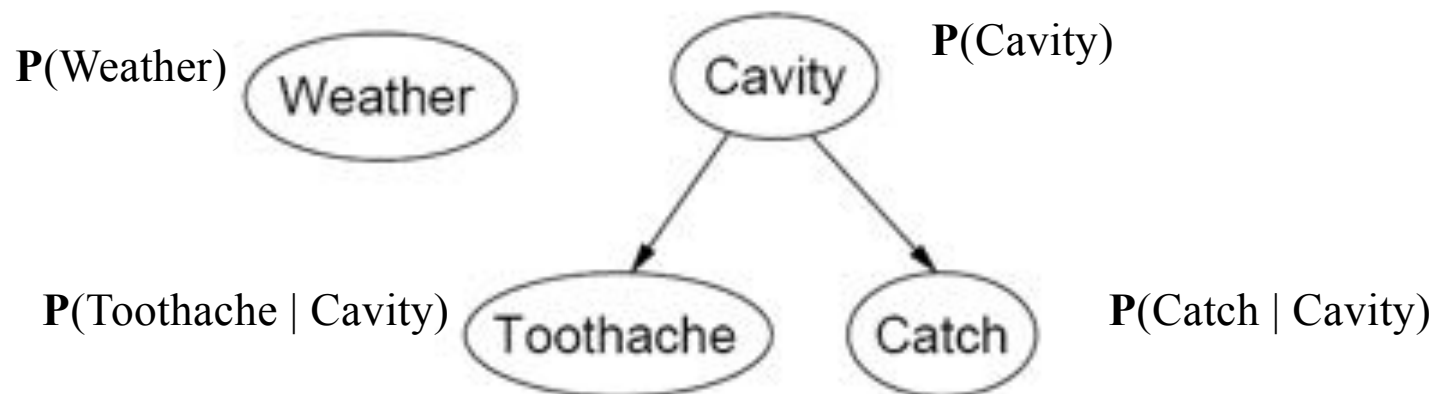 P(Weather)
Weather
Cavity
P(Cavity)
P(Toothache | Cavity)
Toothache
Catch
P(Catch | Cavity)